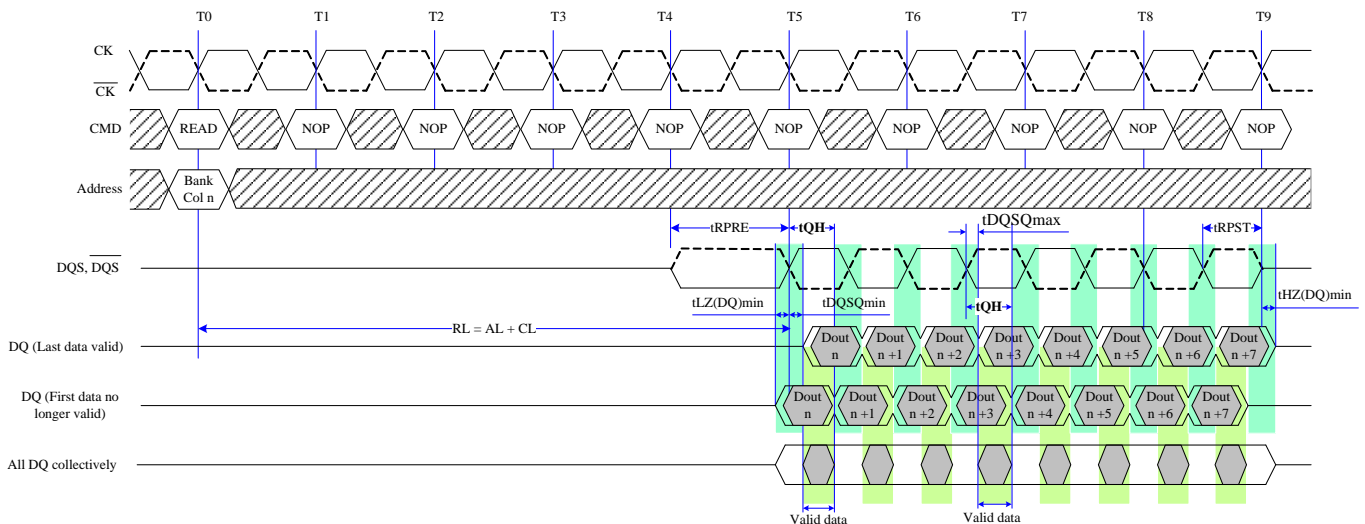 T0 T1 T2 T3 T4 T5 T6 T7 T8 T9
CK
CK
CMD READ NOP NOP NOP NOP NOP NOP NOP NOP NOP
Address Bank
Col n
tRPRE tQH tDQSQmax tRPST
DQS, DQS
tLZ(DQ)min tDQSQmin tQH tHZ(DQ)min
RL = AL + CL
DQ (Last data valid)
Dout Dout Dout Dout Dout Dout Dout Dout
n n +1 n +2 n +3 n +4 n +5 n +6 n +7
DQ (First data no
longer valid)
Dout Dout Dout Dout Dout Dout Dout Dout
n n +1 n +2 n +3 n +4 n +5 n +6 n +7
All DQ collectively
Valid data Valid data